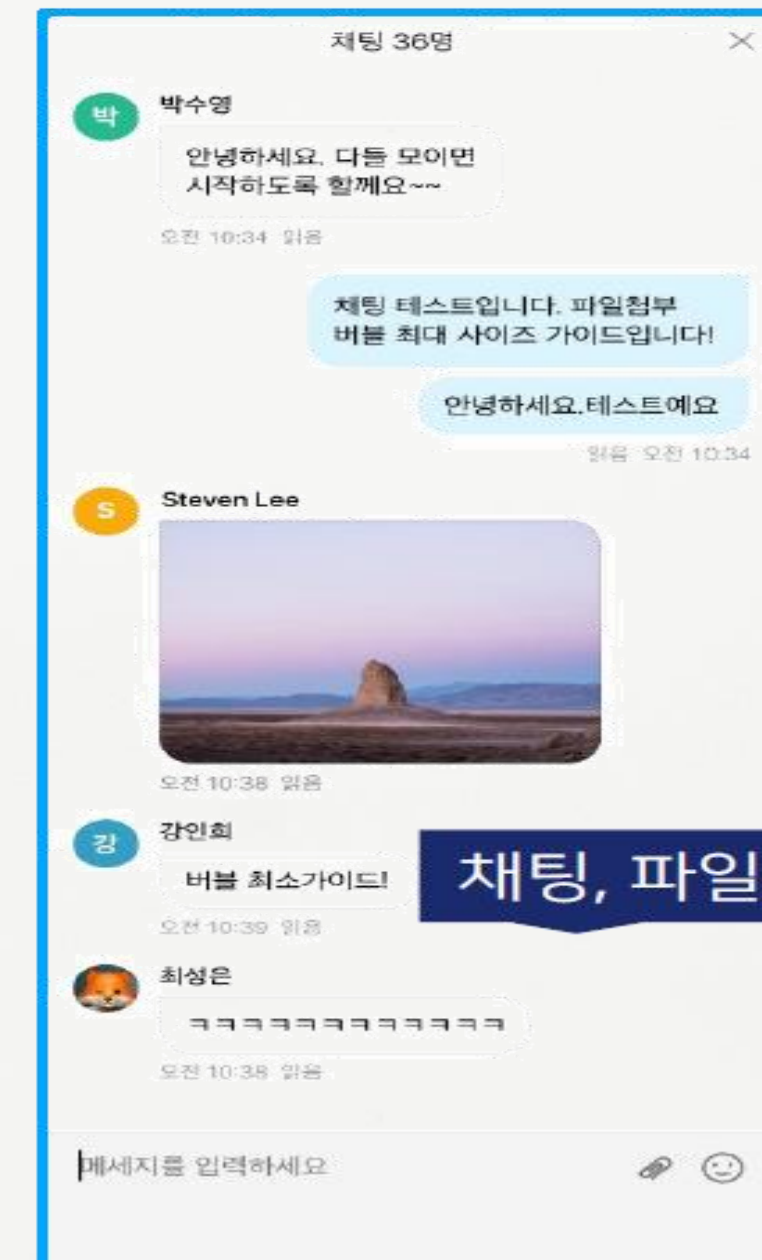 채팅 36명
박
박수영
안녕하세요. 다들 모이면
시작하도록 할께요~~
오전 10:34 읽음
채팅 테스트입니다. 파일첨부
버블 최대 사이즈 가이드입니다!
안녕하세요.테스트예요
읽음 오전 10:34
S
Steven Lee
오전 10:38 읽음
강
강인희
버블 최소가이드!
채팅, 파일
오전 10:39 읽음
최성은
ㅋㅋㅋㅋㅋㅋㅋㅋㅋㅋㅋㅋ
오전 10:38 읽음
메세지를 입력하세요